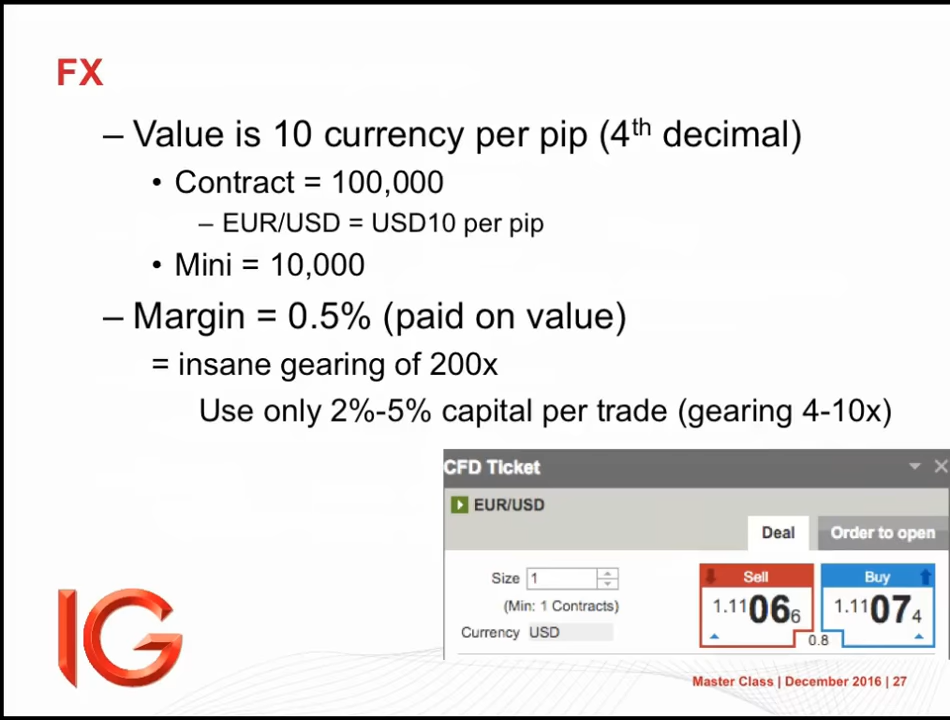 FX
– Value is 10 currency per pip (4th decimal)
• Contract = 100,000
– EUR/USD = USD10 per pip
• Mini = 10,000
– Margin = 0.5% (paid on value)
= insane gearing of 200x
Use only 2%-5% capital per trade (gearing 4-10x)
CFD Ticket
EUR/USD
Deal Order to open
Size 1
(Min: 1 Contracts)
Currency USD
Sell Buy
1.11066 1.11074
0.8
IG
Master Class | December 2016 | 27